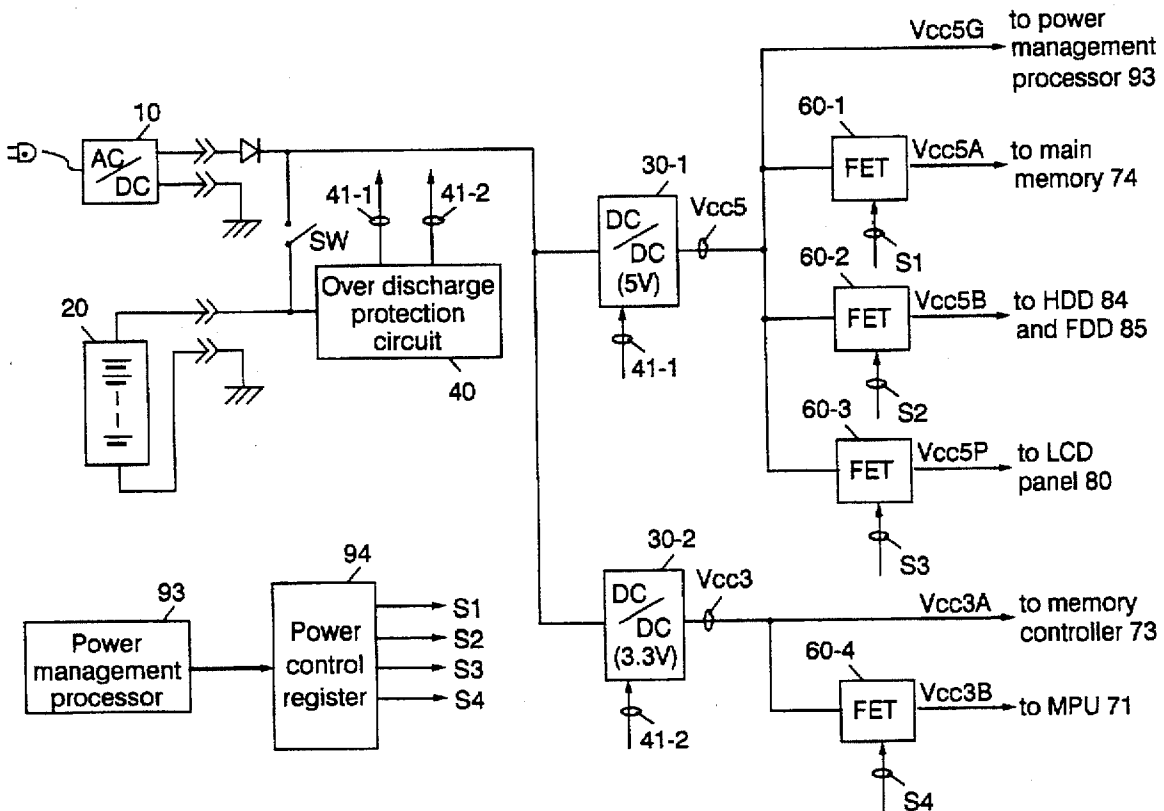 Vcc5G
to power
management
processor 93
10
AC
DC
60-1
FET
Vcc5A
to main
memory 74
S1
41-1
41-2
SW
30-1
DC
DC
(5V)
Vcc5
41-1
20
Over discharge
protection
circuit
40
60-2
FET
Vcc5B
to HDD 84
and FDD 85
S2
60-3
FET
Vcc5P
to LCD
panel 80
S3
93
Power
management
processor
94
Power
control
register
S1
S2
S3
S4
30-2
DC
DC
(3.3V)
Vcc3
41-2
Vcc3A
to memory
controller 73
60-4
FET
Vcc3B
to MPU 71
S4